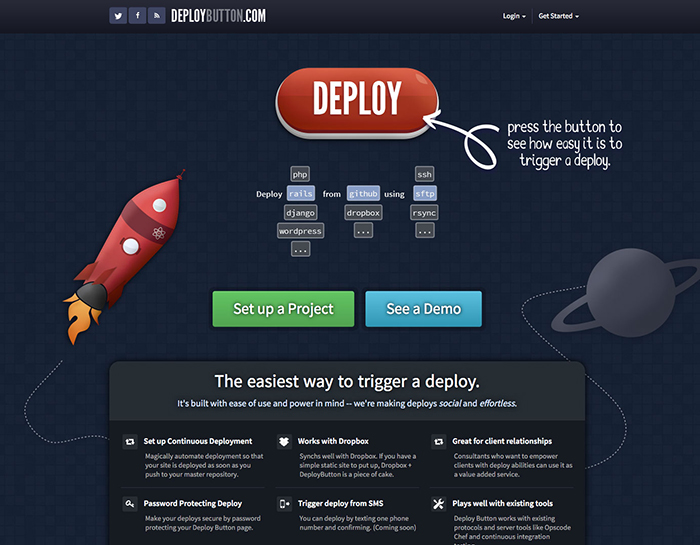 DEPLOYBUTTON.COM
Login
Get Started
DEPLOY
press the button to
see how easy it is to
trigger a deploy.
php
ssh
Deploy rails from github using sftp
django
dropbox
rsync
wordpress
...
...
...
Set up a Project
See a Demo
The easiest way to trigger a deploy.
It's built with ease of use and power in mind -- we're making deploys social and effortless.
Set up Continuous Deployment
Magically automate deployment so that
your site is deployed as soon as you
push to your master repository.
Works with Dropbox
Synchs well with Dropbox. If you have a
simple static site to put up, Dropbox +
DeployButton is a piece of cake.
Great for client relationships
Consultants who want to empower
clients with deploy abilities can use it as
a value added service.
Password Protecting Deploy
Make your deploys secure by password
protecting your Deploy Button page.
Trigger deploy from SMS
You can deploy by texting one phone
number and confirming. (Coming soon)
Plays well with existing tools
Deploy Button works with existing
protocols and server tools like Opscode
Chef and continuous integration